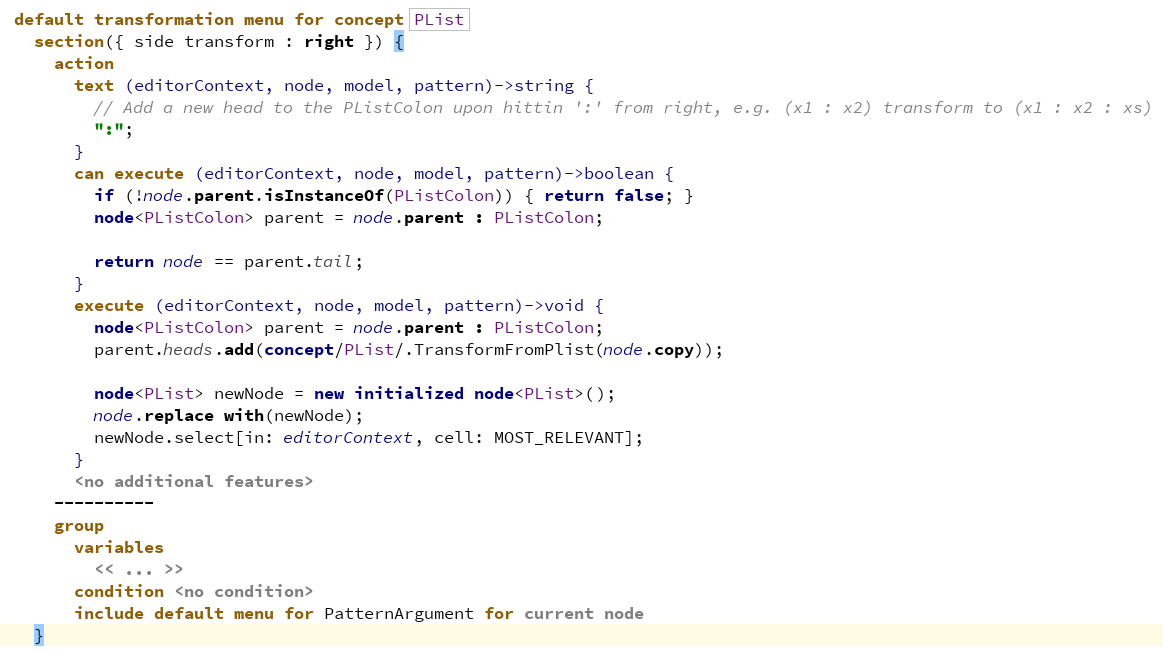 default transformation menu for concept PList
section({ side transform : right }) {
action
text (editorContext, node, model, pattern)->string {
// Add a new head to the PListColon upon hittin ':' from right, e.g. (x1 : x2) transform to (x1 : x2 : xs)
":";
}
can execute (editorContext, node, model, pattern)->boolean {
if (!node.parent.isInstanceOf(PListColon)) { return false; }
node<PListColon> parent = node.parent : PListColon;
return node == parent.tail;
}
execute (editorContext, node, model, pattern)->void {
node<PListColon> parent = node.parent : PListColon;
parent.heads.add(concept/PList/.TransformFromPlist(node.copy));
node<PList> newNode = new initialized node<PList>();
node.replace with(newNode);
newNode.select[in: editorContext, cell: MOST_RELEVANT];
}
<no additional features>
----------
group
variables
<< ... >>
condition <no condition>
include default menu for PatternArgument for current node
}